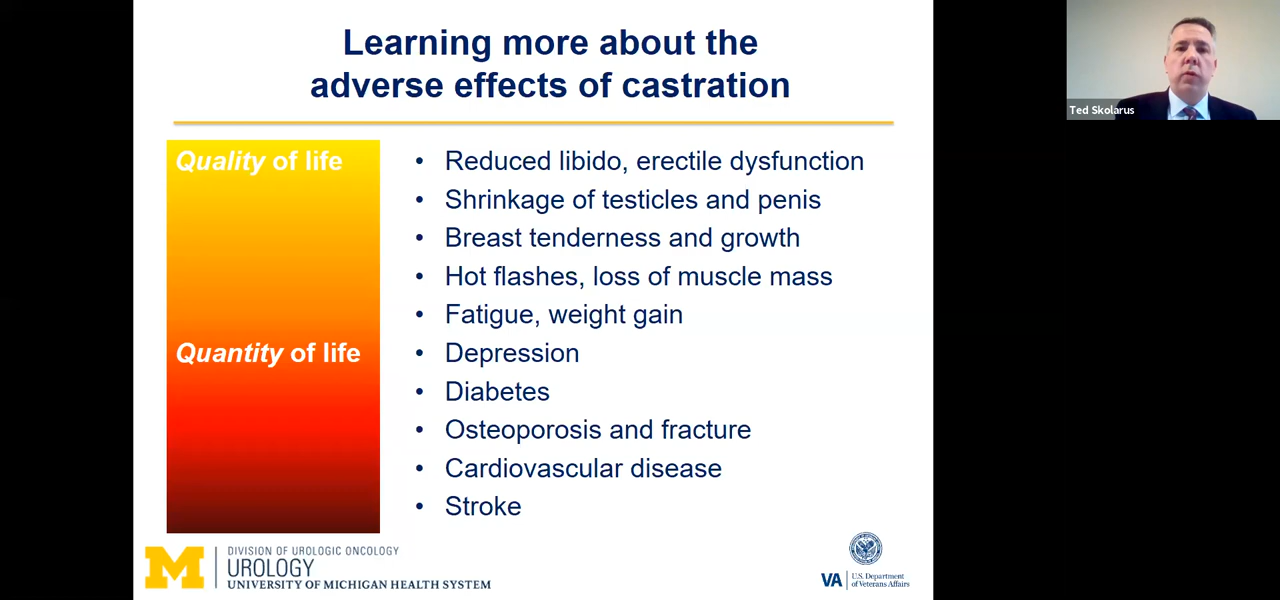 Learning more about the
adverse effects of castration
Ted Skolarus
Quality of life
Quantity of life
• Reduced libido, erectile dysfunction
• Shrinkage of testicles and penis
• Breast tenderness and growth
• Hot flashes, loss of muscle mass
• Fatigue, weight gain
• Depression
• Diabetes
• Osteoporosis and fracture
• Cardiovascular disease
• Stroke
M
DIVISION OF UROLOGIC ONCOLOGY
UROLOGY
UNIVERSITY OF MICHIGAN HEALTH SYSTEM
VA
U.S. Department
of Veterans Affairs